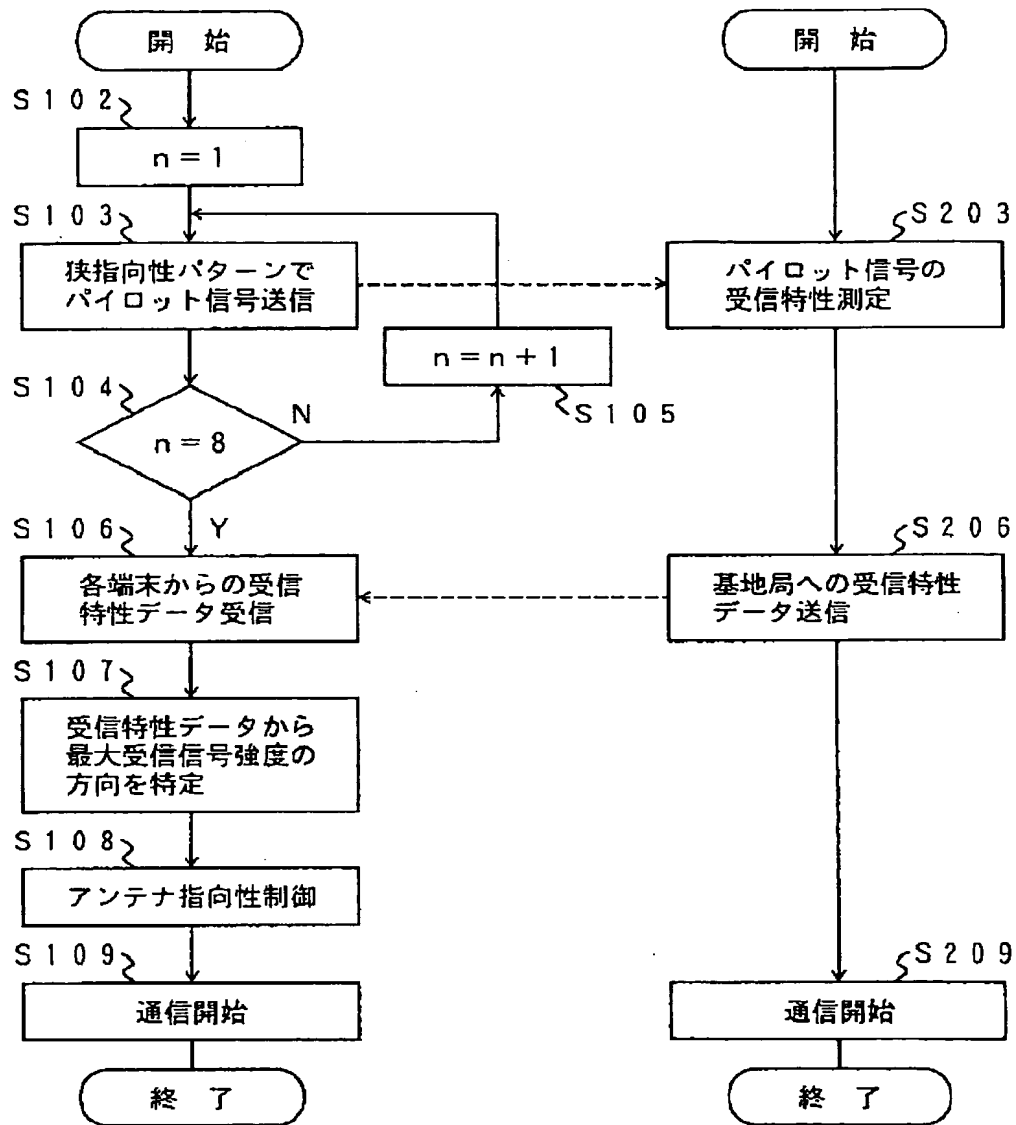 開始
S102
n=1
S103
狭指向性パターンで
パイロット信号送信
n=n+1
S105
S104
n=8
N
Y
S106
各端末からの受信
特性データ受信
S107
受信特性データから
最大受信信号強度の
方向を特定
S108
アンテナ指向性制御
S109
通信開始
終了
開始
S203
パイロット信号の
受信特性測定
S206
基地局への受信特性
データ送信
S209
通信開始
終了